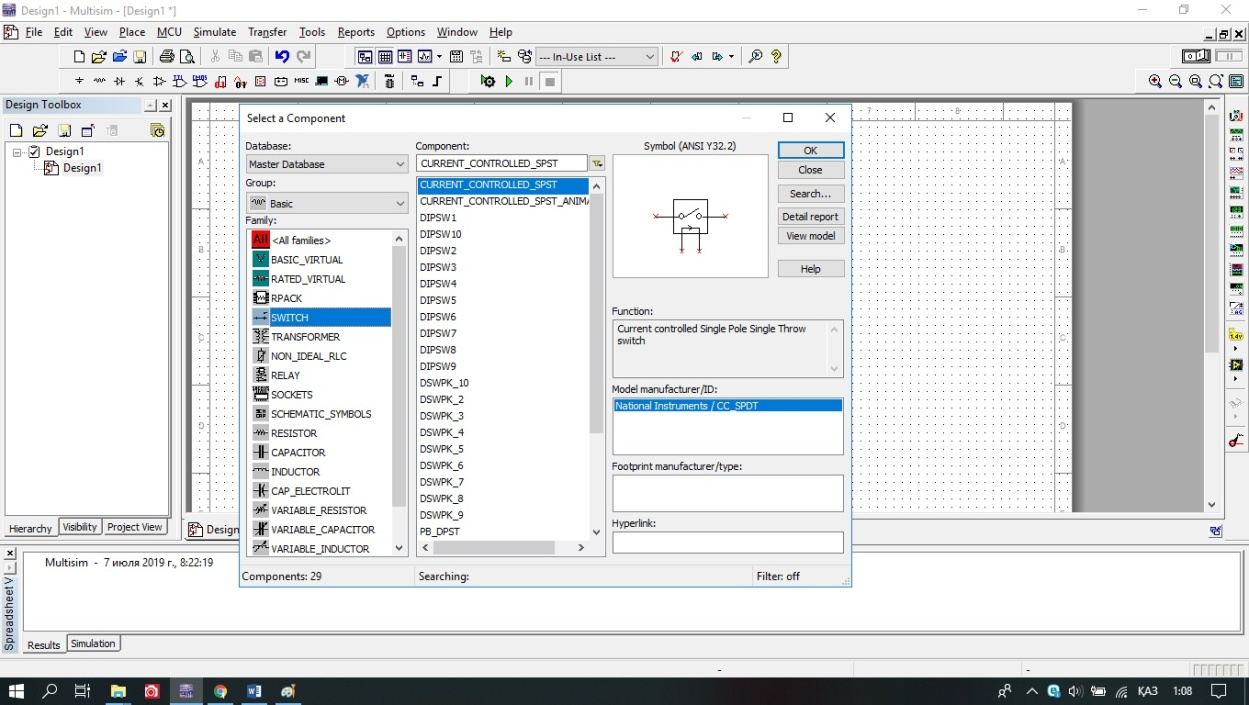 Design1 - Multisim - [Design1 *]
File Edit View Place MCU Simulate Transfer Tools Reports Options Window Help
--- In-Use List ---
MISC
Design Toolbox
Design1
Design1
Hierarchy Visibility Project View
Design
Select a Component
Database:
Master Database
Group:
Basic
Family:
All <All families>
BASIC_VIRTUAL
RATED_VIRTUAL
RPACK
SWITCH
TRANSFORMER
NON_IDEAL_RLC
RELAY
SOCKETS
SCHEMATIC_SYMBOLS
RESISTOR
CAPACITOR
INDUCTOR
CAP_ELECTROLIT
VARIABLE_RESISTOR
VARIABLE_CAPACITOR
VARIABLE_INDUCTOR
Component:
CURRENT_CONTROLLED_SPST
CURRENT_CONTROLLED_SPST
CURRENT_CONTROLLED_SPST_ANIMA
DIPSW1
DIPSW10
DIPSW2
DIPSW3
DIPSW4
DIPSW5
DIPSW6
DIPSW7
DIPSW8
DIPSW9
DSWPK_10
DSWPK_2
DSWPK_3
DSWPK_4
DSWPK_5
DSWPK_6
DSWPK_7
DSWPK_8
DSWPK_9
PB_DPST
Symbol (ANSI Y32.2)
OK
Close
Search...
Detail report
View model
Help
Function:
Current controlled Single Pole Single Throw
switch
Model manufacturer/ID:
National Instruments / CC_SPDT
Footprint manufacturer/type:
Hyperlink:
Components: 29 Searching: Filter: off
Multisim - 7 июля 2019 г., 8:22:19
Spreadsheet V
Results Simulation
ҚАЗ 1:08